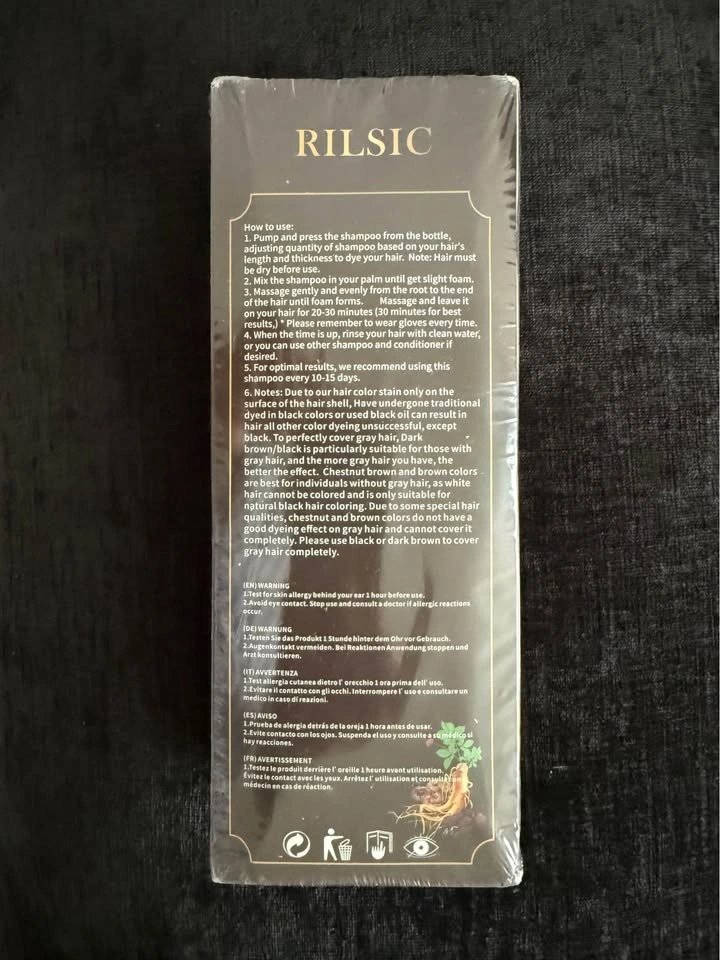 RILSIC
How to use:
1. Pump and press the shampoo from the bottle,
adjusting quantity of shampoo based on your hair's
length and thickness to dye your hair. Note: Hair must
be dry before use.
2. Mix the shampoo in your palm until get slight foam.
3. Massage gently and evenly from the root to the end
of the hair until foam forms. Massage and leave it
on your hair for 20-30 minutes (30 minutes for best
results,) * Please remember to wear gloves every time.
4. When the time is up, rinse your hair with clean water,
or you can use other shampoo and conditioner if
desired.
5. For optimal results, we recommend using this
shampoo every 10-15 days.
6. Notes: Due to our hair color stain only on the
surface of the hair shell, Have undergone traditional
dyed in black colors or used black oil can result in
hair all other color dyeing unsuccessful, except
black. To perfectly cover gray hair, Dark
brown/black is particularly suitable for those with
gray hair, and the more gray hair you have, the
better the effect. Chestnut brown and brown colors
are best for individuals without gray hair, as white
hair cannot be colored and is only suitable for
natural black hair coloring. Due to some special hair
qualities, chestnut and brown colors do not have a
good dyeing effect on gray hair and cannot cover it
completely. Please use black or dark brown to cover
gray hair completely.
(EN) WARNING
1.Test for skin allergy behind your ear 1 hour before use.
2.Avoid eye contact. Stop use and consult a doctor if allergic reactions
occur.
(DE) WARNUNG
1.Testen Sie das Produkt 1 Stunde hinter dem Ohr vor Gebrauch.
2.Augenkontakt vermeiden. Bei Reaktionen Anwendung stoppen und
Arzt konsultieren.
(IT) AVVERTENZA
1.Test allergia cutanea dietro l' orecchio 1 ora prima dell' uso.
2.Evitare il contatto con gli occhi. Interrompere l' uso e consultare un
medico in caso di reazioni.
(ES) AVISO
1.Prueba de alergia detrás de la oreja 1 hora antes de usar.
2.Evite contacto con los ojos. Suspenda el uso y consulte a su médico si
hay reacciones.
(FR) AVERTISSEMENT
1.Testez le produit derrière l' oreille 1 heure avant utilisation.
Évitez le contact avec les yeux. Arrêtez l' utilisation et consultez un
médecin en cas de réaction.